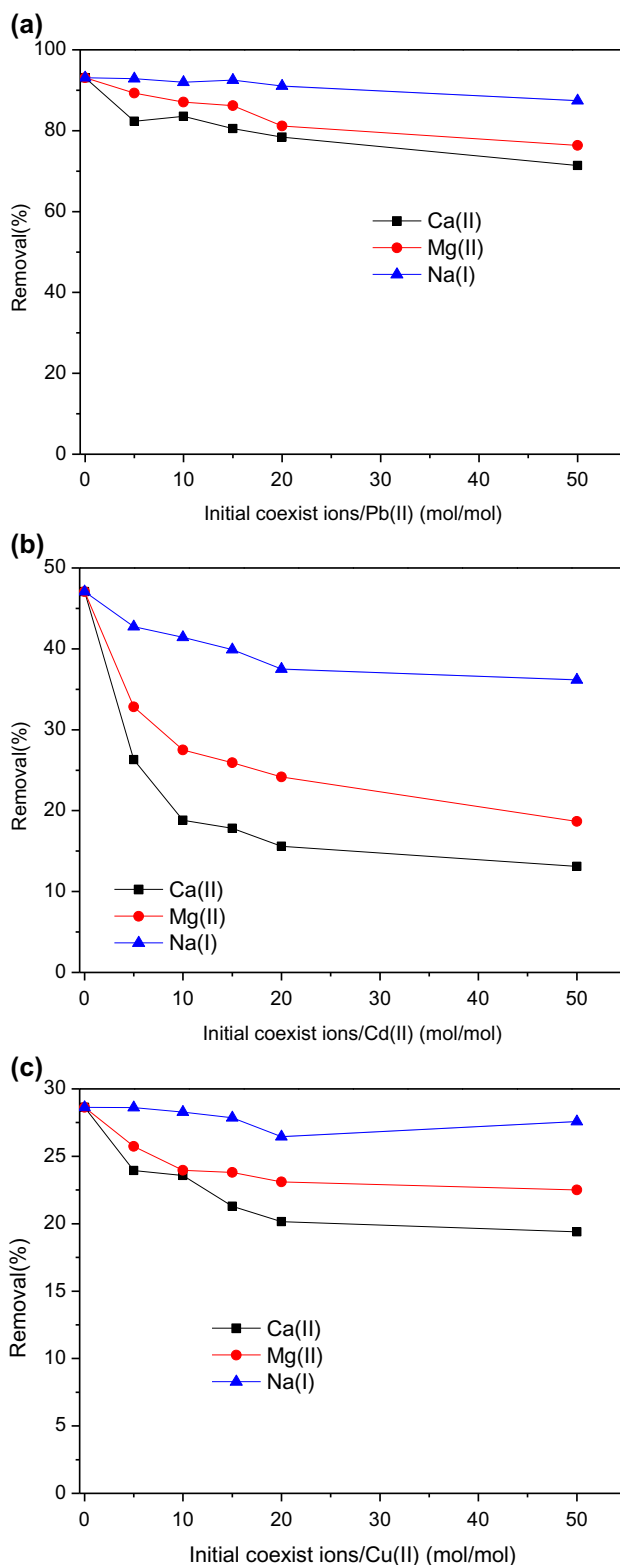 (a)
100
80
60
40
20
0
Removal(%)
Ca(II)
Mg(II)
Na(I)
0 10 20 30 40 50
Initial coexist ions/Pb(II) (mol/mol)
(b)
50
40
30
20
10
0
Removal(%)
Ca(II)
Mg(II)
Na(I)
0 10 20 30 40 50
Initial coexist ions/Cd(II) (mol/mol)
(c)
30
25
20
15
10
5
0
Removal(%)
Ca(II)
Mg(II)
Na(I)
0 10 20 30 40 50
Initial coexist ions/Cu(II) (mol/mol)